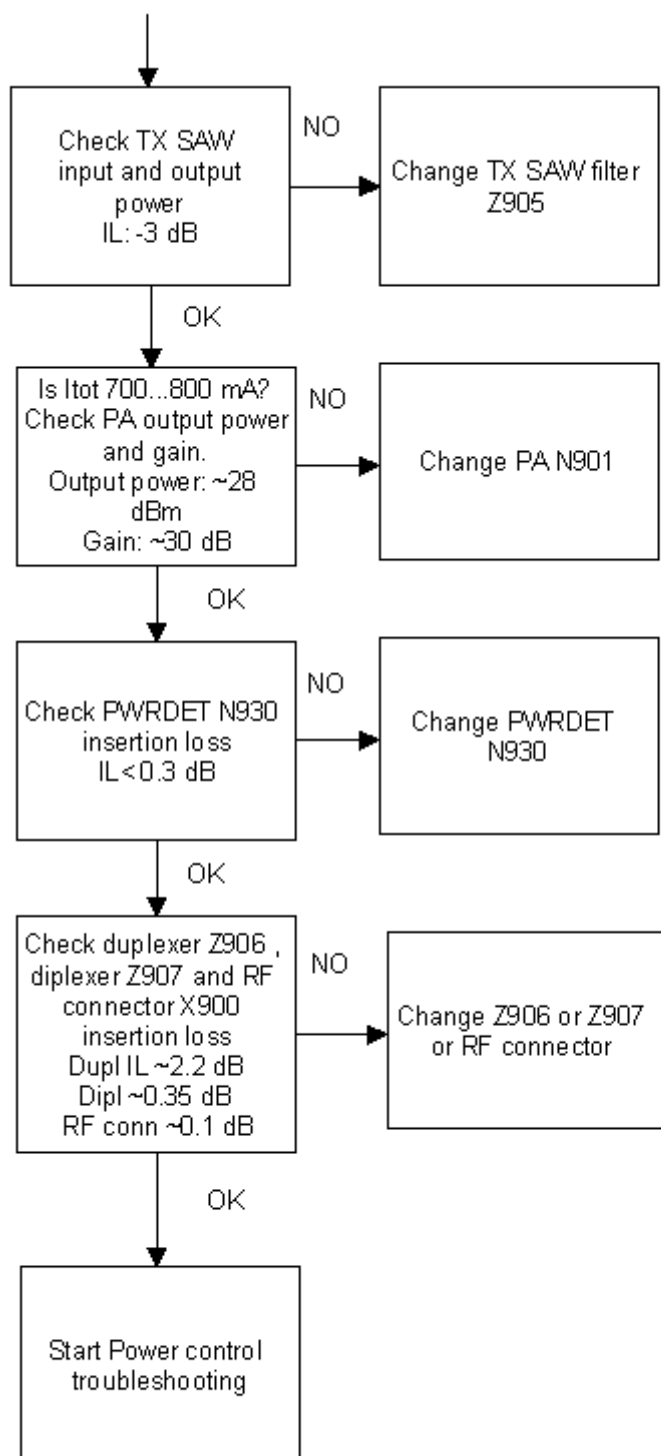 Check TX SAW
input and output
power
IL: -3 dB
NO
Change TX SAW filter
Z905
OK
Is Itot 700...800 mA?
Check PA output power
and gain.
Output power: ~28
dBm
Gain: ~30 dB
NO
Change PA N901
OK
Check PWRDET N930
insertion loss
IL<0.3 dB
NO
Change PWRDET
N930
OK
Check duplexer Z906 ,
diplexer Z907 and RF
connector X900
insertion loss
Dupl IL ~2.2 dB
Dipl ~0.35 dB
RF conn ~0.1 dB
NO
Change Z906 or Z907
or RF connector
OK
Start Power control
troubleshooting